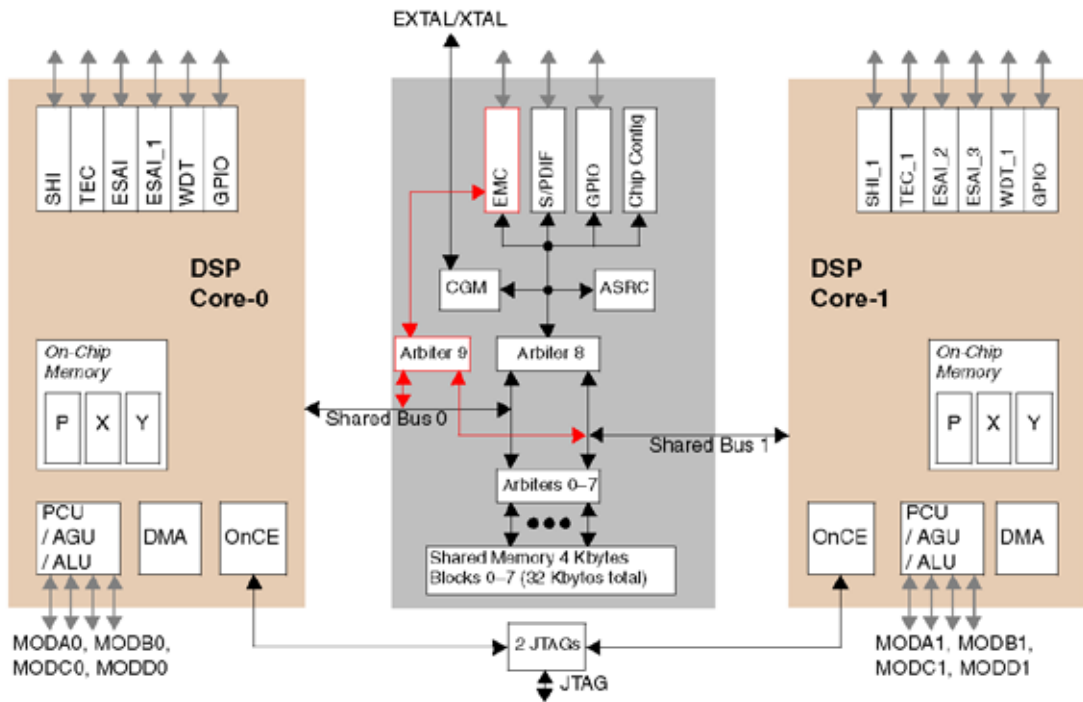 EXTAL/XTAL
SHI
TEC
ESAI
ESAI_1
WDT
GPIO
EMC
S/PDIF
GPIO
Chip Config
SHI_1
TEC_1
ESAI_2
ESAI_3
WDT_1
GPIO
DSP
Core-0
CGM
ASRC
DSP
Core-1
On-Chip
Memory
P X Y
Arbiter 9
Arbiter 8
On-Chip
Memory
P X Y
Shared Bus 0
Shared Bus 1
Arbiters 0–7
PCU
/ AGU
/ ALU
DMA
OnCE
Shared Memory 4 Kbytes
Blocks 0–7 (32 Kbytes total)
OnCE
PCU
/ AGU
/ ALU
DMA
MODA0, MODB0,
MODC0, MODD0
2 JTAGs
JTAG
MODA1, MODB1,
MODC1, MODD1